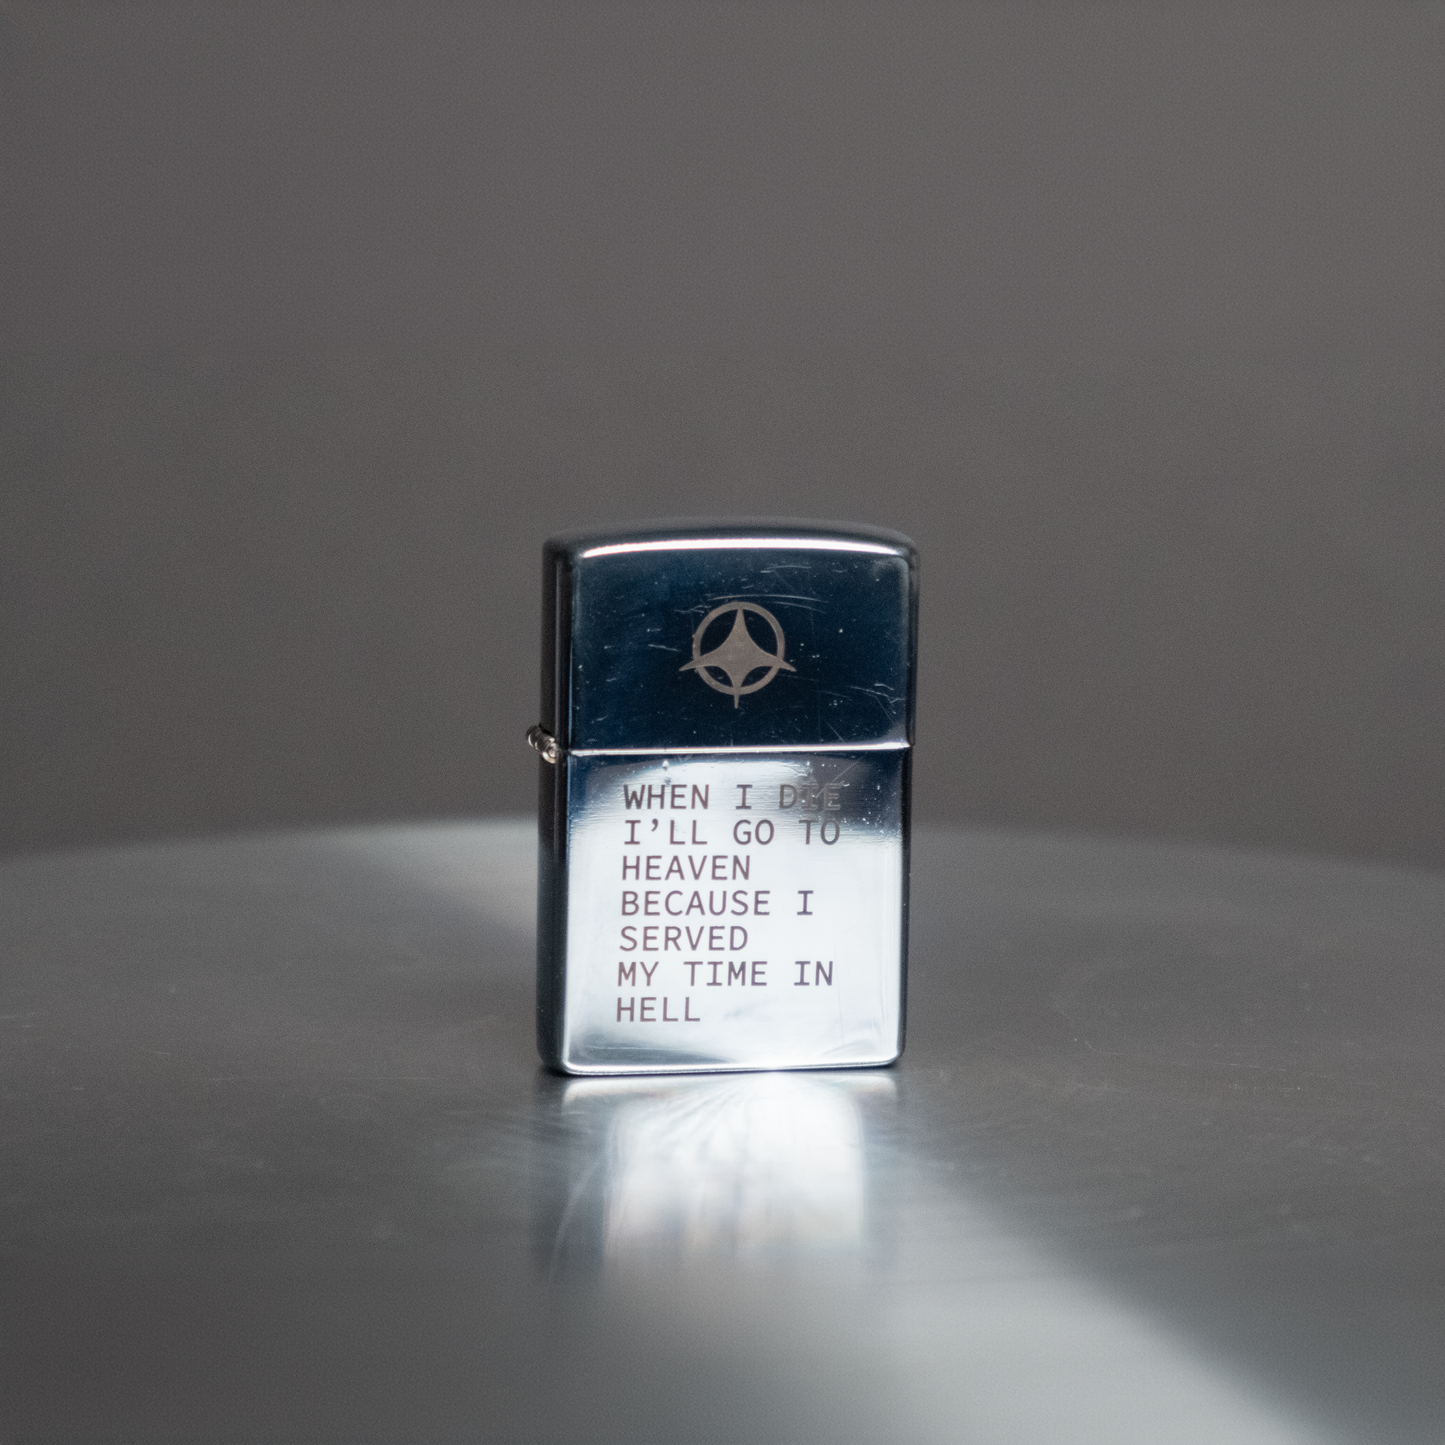 WHEN I DIE
I’LL GO TO
HEAVEN
BECAUSE I
SERVED
MY TIME IN
HELL